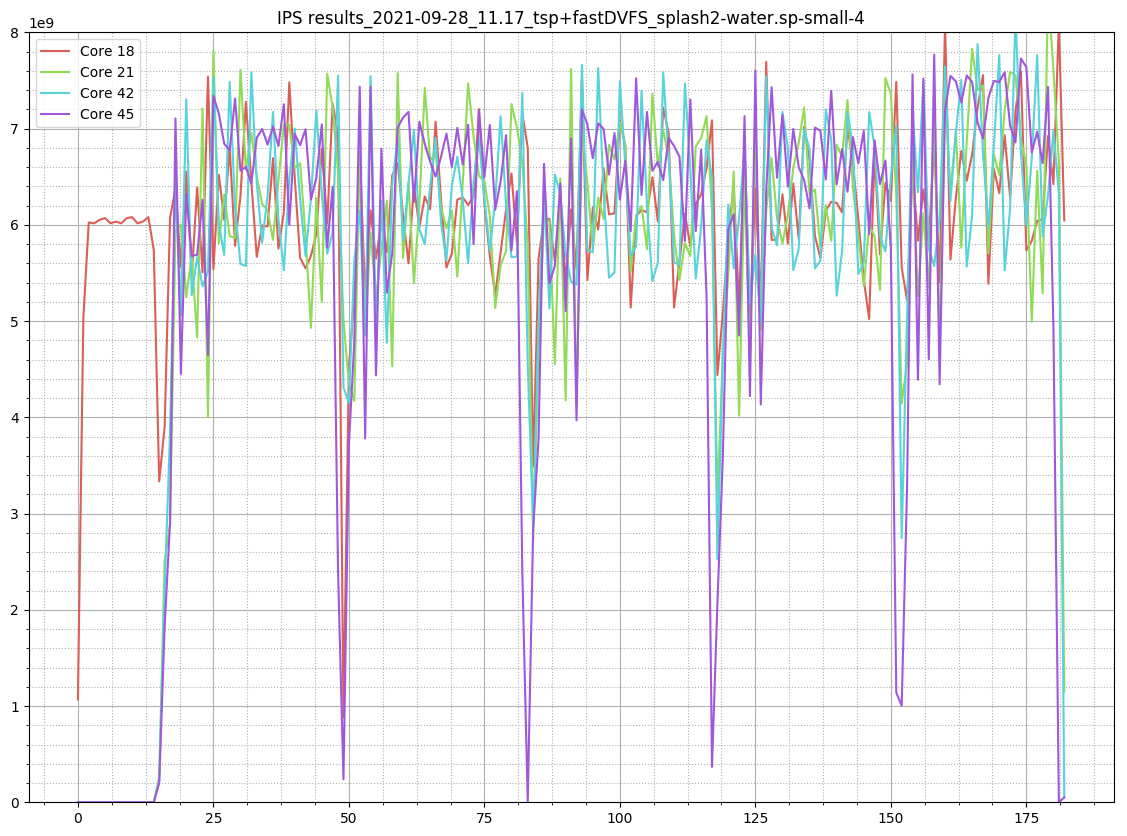 IPS results_2021-09-28_11.17_tsp+fastDVFS_splash2-water.sp-small-4
1e9
Core 18
Core 21
Core 42
Core 45
8
7
6
5
4
3
2
1
0
0 25 50 75 100 125 150 175